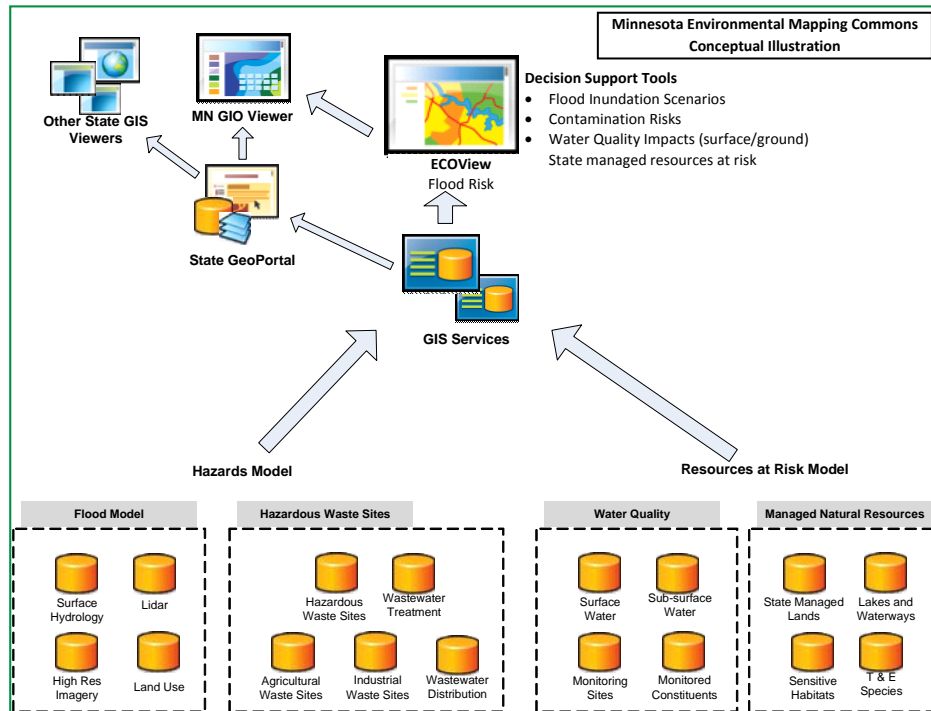 Minnesota Environmental Mapping Commons
Conceptual Illustration
Other State GIS
Viewers
MN GIO Viewer
ECOView
Flood Risk
Decision Support Tools
• Flood Inundation Scenarios
• Contamination Risks
• Water Quality Impacts (surface/ground)
State managed resources at risk
State GeoPortal
GIS Services
Hazards Model
Resources at Risk Model
Flood Model
Surface
Hydrology
Lidar
High Res
Imagery
Land Use
Hazardous Waste Sites
Hazardous
Waste Sites
Wastewater
Treatment
Agricultural
Waste Sites
Industrial
Waste Sites
Wastewater
Distribution
Water Quality
Surface
Water
Sub-surface
Water
Monitoring
Sites
Monitored
Constituents
Managed Natural Resources
State Managed
Lands
Lakes and
Waterways
Sensitive
Habitats
T & E
Species